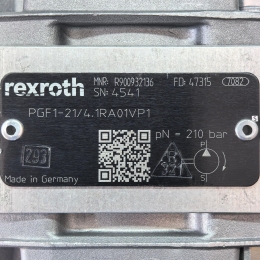 rexroth
MNR: R900932136 FD: 47315 7082
SN: 4541
PGF1-21/4.1RA01VP1
pN = 210 bar
293
P
S
Made in Germany